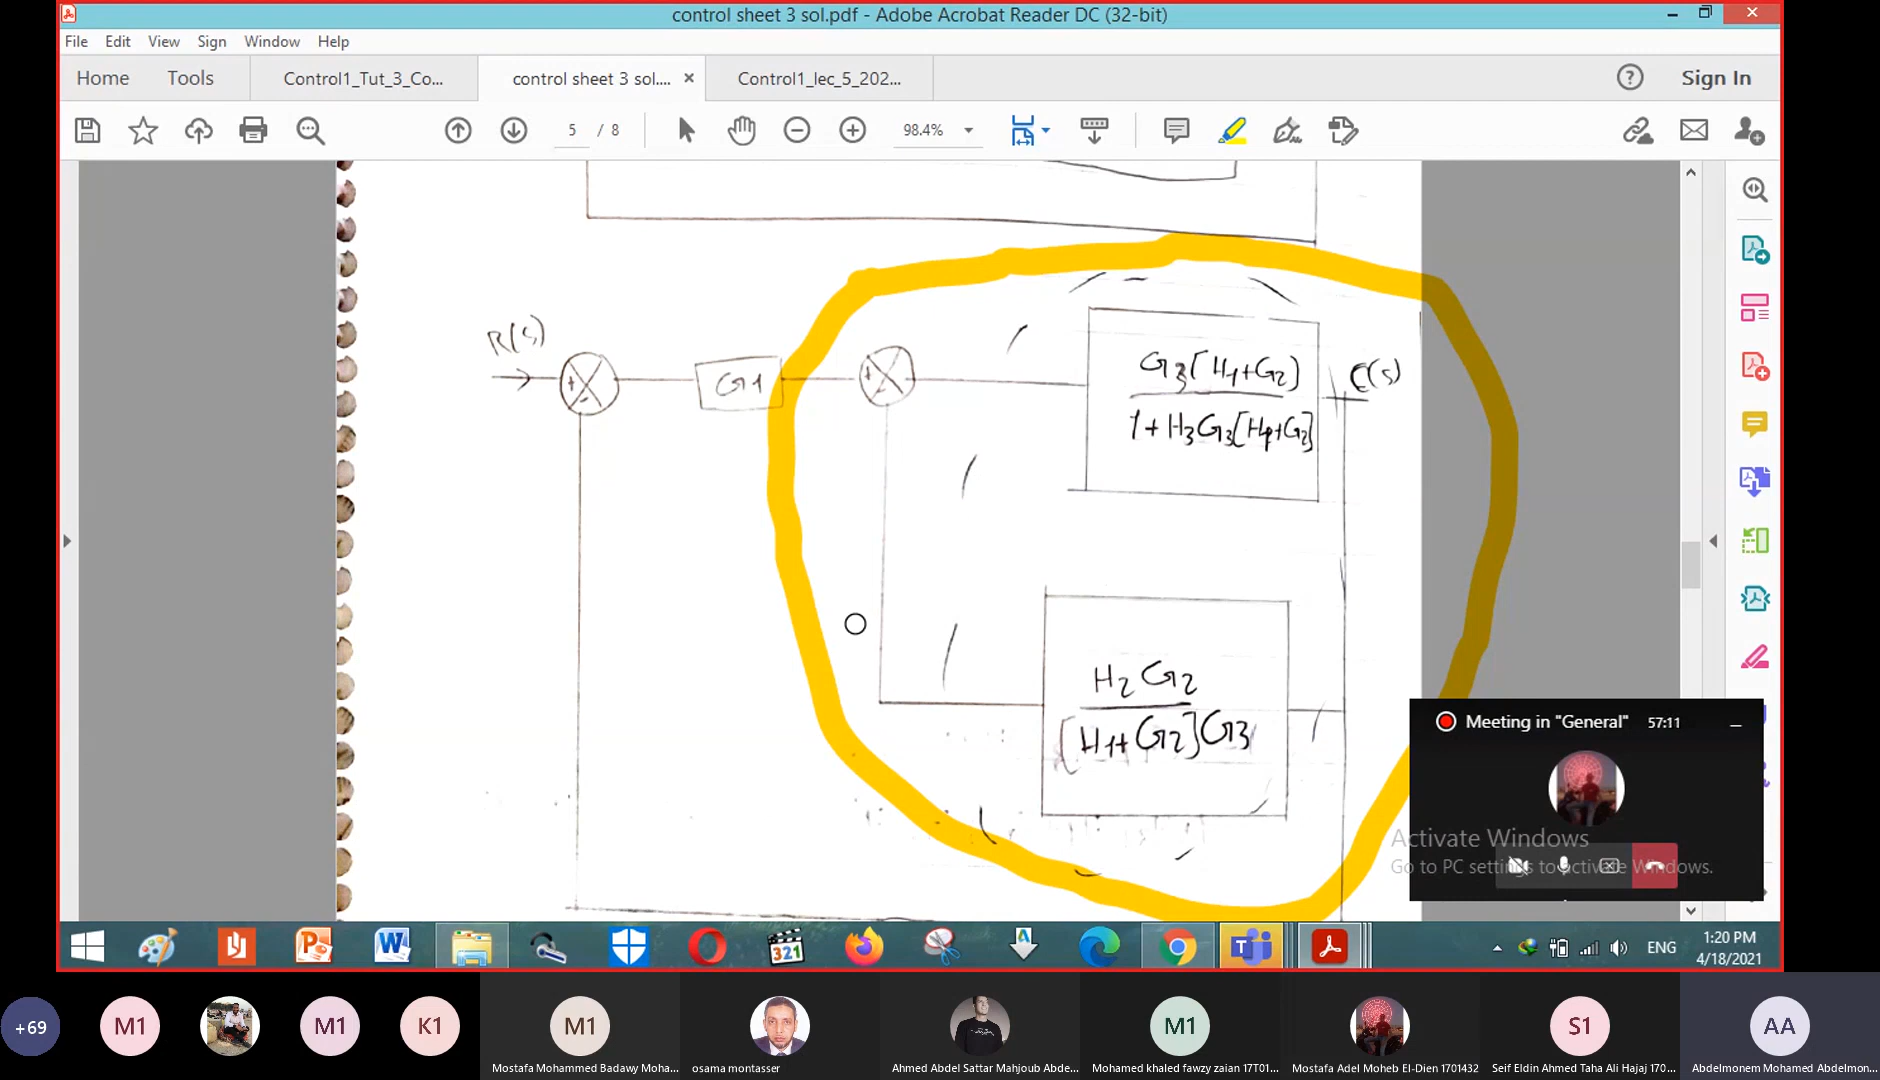 control sheet 3 sol.pdf - Adobe Acrobat Reader DC (32-bit)
File Edit View Sign Window Help
Home Tools Control1_Tut_3_Co... control sheet 3 sol.... × Control1_lec_5_202... ? Sign In
5 / 8 98.4%
R(s)
G1
G3[H1+G2]
1+H3G3[H1+G2]
C(s)
H2 G2
[H1+G2]G3
Meeting in "General" 57:11
Activate Windows
Go to PC settings to activate Windows.
321
ENG
1:20 PM
4/18/2021
+69 M1 M1 K1 M1 M1 S1 AA
Mostafa Mohammed Badawy Moha... osama montasser Ahmed Abdel Sattar Mahjoub Abde... Mohamed khaled fawzy zaian 17T01... Mostafa Adel Moheb El-Dien 1701432 Seif Eldin Ahmed Taha Ali Hajaj 170... Abdelmonem Mohamed Abdelmon...